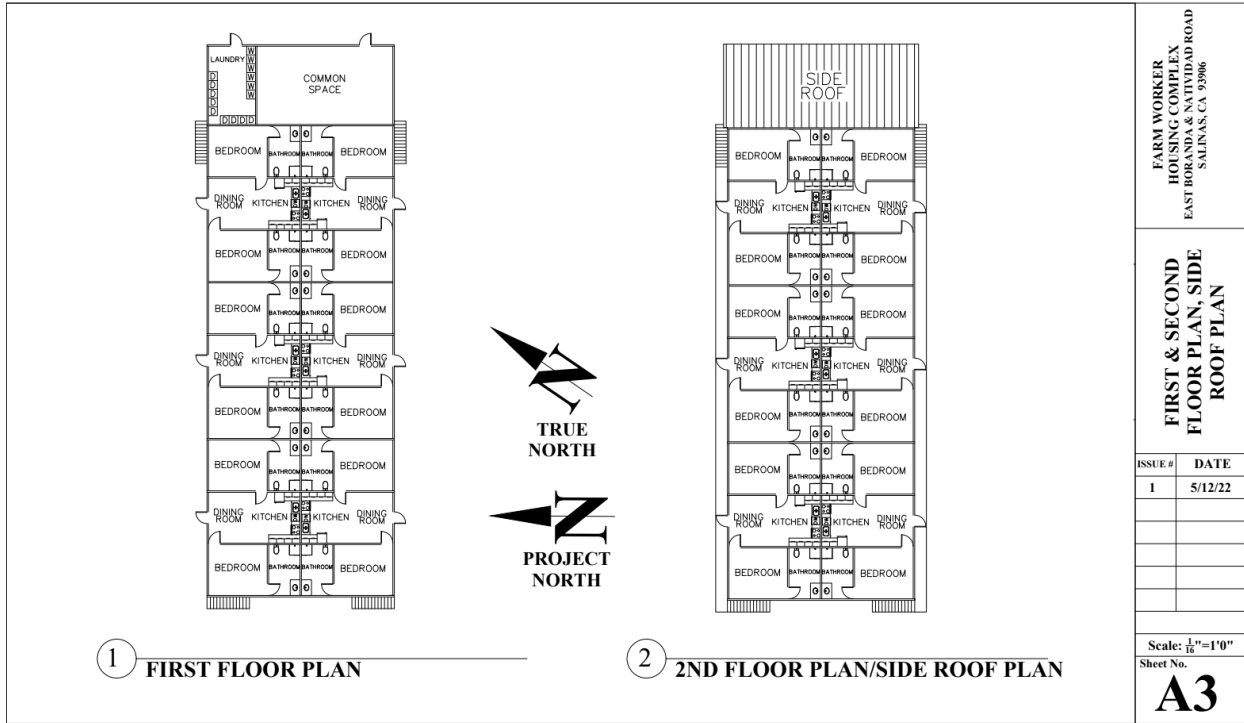 LAUNDRY
W
W
W
W
W
W
D
D
D
D
D
D D D D
COMMON
SPACE
BEDROOM BATHROOM BATHROOM BEDROOM
DINING
ROOM KITCHEN KITCHEN DINING
ROOM
BEDROOM BATHROOM BATHROOM BEDROOM
BEDROOM BATHROOM BATHROOM BEDROOM
DINING
ROOM KITCHEN KITCHEN DINING
ROOM
BEDROOM BATHROOM BATHROOM BEDROOM
BEDROOM BATHROOM BATHROOM BEDROOM
DINING
ROOM KITCHEN KITCHEN DINING
ROOM
BEDROOM BATHROOM BATHROOM BEDROOM
1 FIRST FLOOR PLAN
N
TRUE
NORTH
N
PROJECT
NORTH
SIDE
ROOF
BEDROOM BATHROOM BATHROOM BEDROOM
DINING
ROOM KITCHEN KITCHEN DINING
ROOM
BEDROOM BATHROOM BATHROOM BEDROOM
BEDROOM BATHROOM BATHROOM BEDROOM
DINING
ROOM KITCHEN KITCHEN DINING
ROOM
BEDROOM BATHROOM BATHROOM BEDROOM
BEDROOM BATHROOM BATHROOM BEDROOM
DINING
ROOM KITCHEN KITCHEN DINING
ROOM
BEDROOM BATHROOM BATHROOM BEDROOM
2 2ND FLOOR PLAN/SIDE ROOF PLAN
FARM WORKER
HOUSING COMPLEX
EAST BORANDA & NATIVIDAD ROAD
SALINAS, CA 93906
FIRST & SECOND
FLOOR PLAN, SIDE
ROOF PLAN
ISSUE # DATE
1 5/12/22
Scale: 1/16"=1'0"
Sheet No.
A3